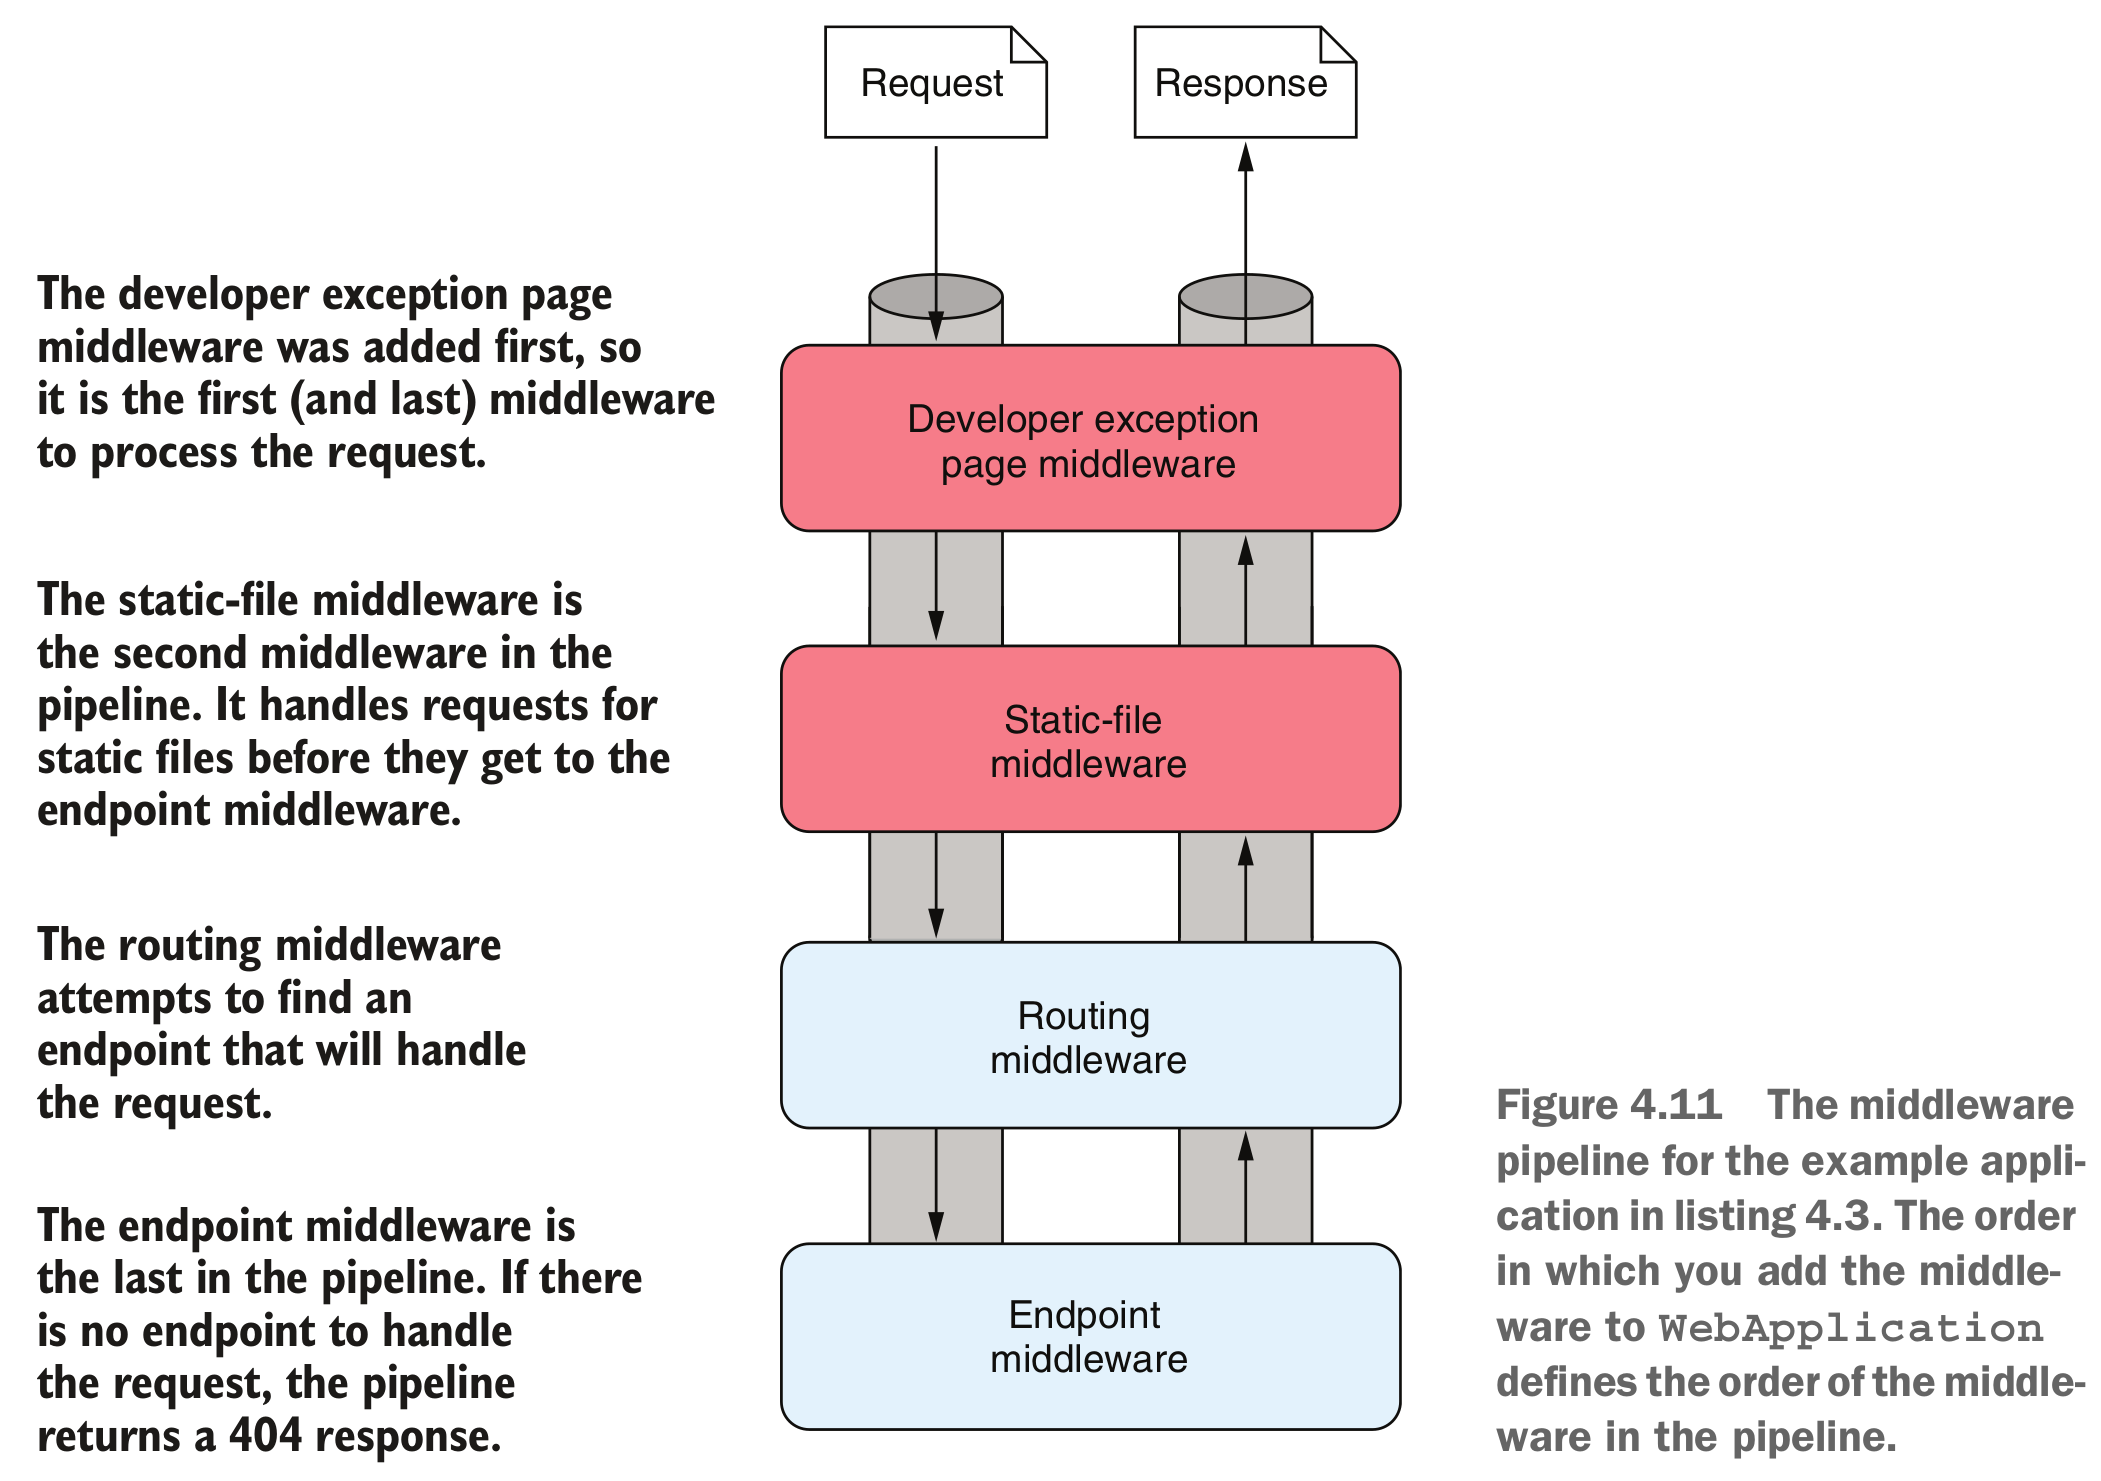 Request
Response
The developer exception page
middleware was added first, so
it is the first (and last) middleware
to process the request.
Developer exception
page middleware
The static-file middleware is
the second middleware in the
pipeline. It handles requests for
static files before they get to the
endpoint middleware.
Static-file
middleware
The routing middleware
attempts to find an
endpoint that will handle
the request.
Routing
middleware
The endpoint middleware is
the last in the pipeline. If there
is no endpoint to handle
the request, the pipeline
returns a 404 response.
Endpoint
middleware
Figure 4.11 The middleware
pipeline for the example appli-
cation in listing 4.3. The order
in which you add the middle-
ware to WebApplication
defines the order of the middle-
ware in the pipeline.